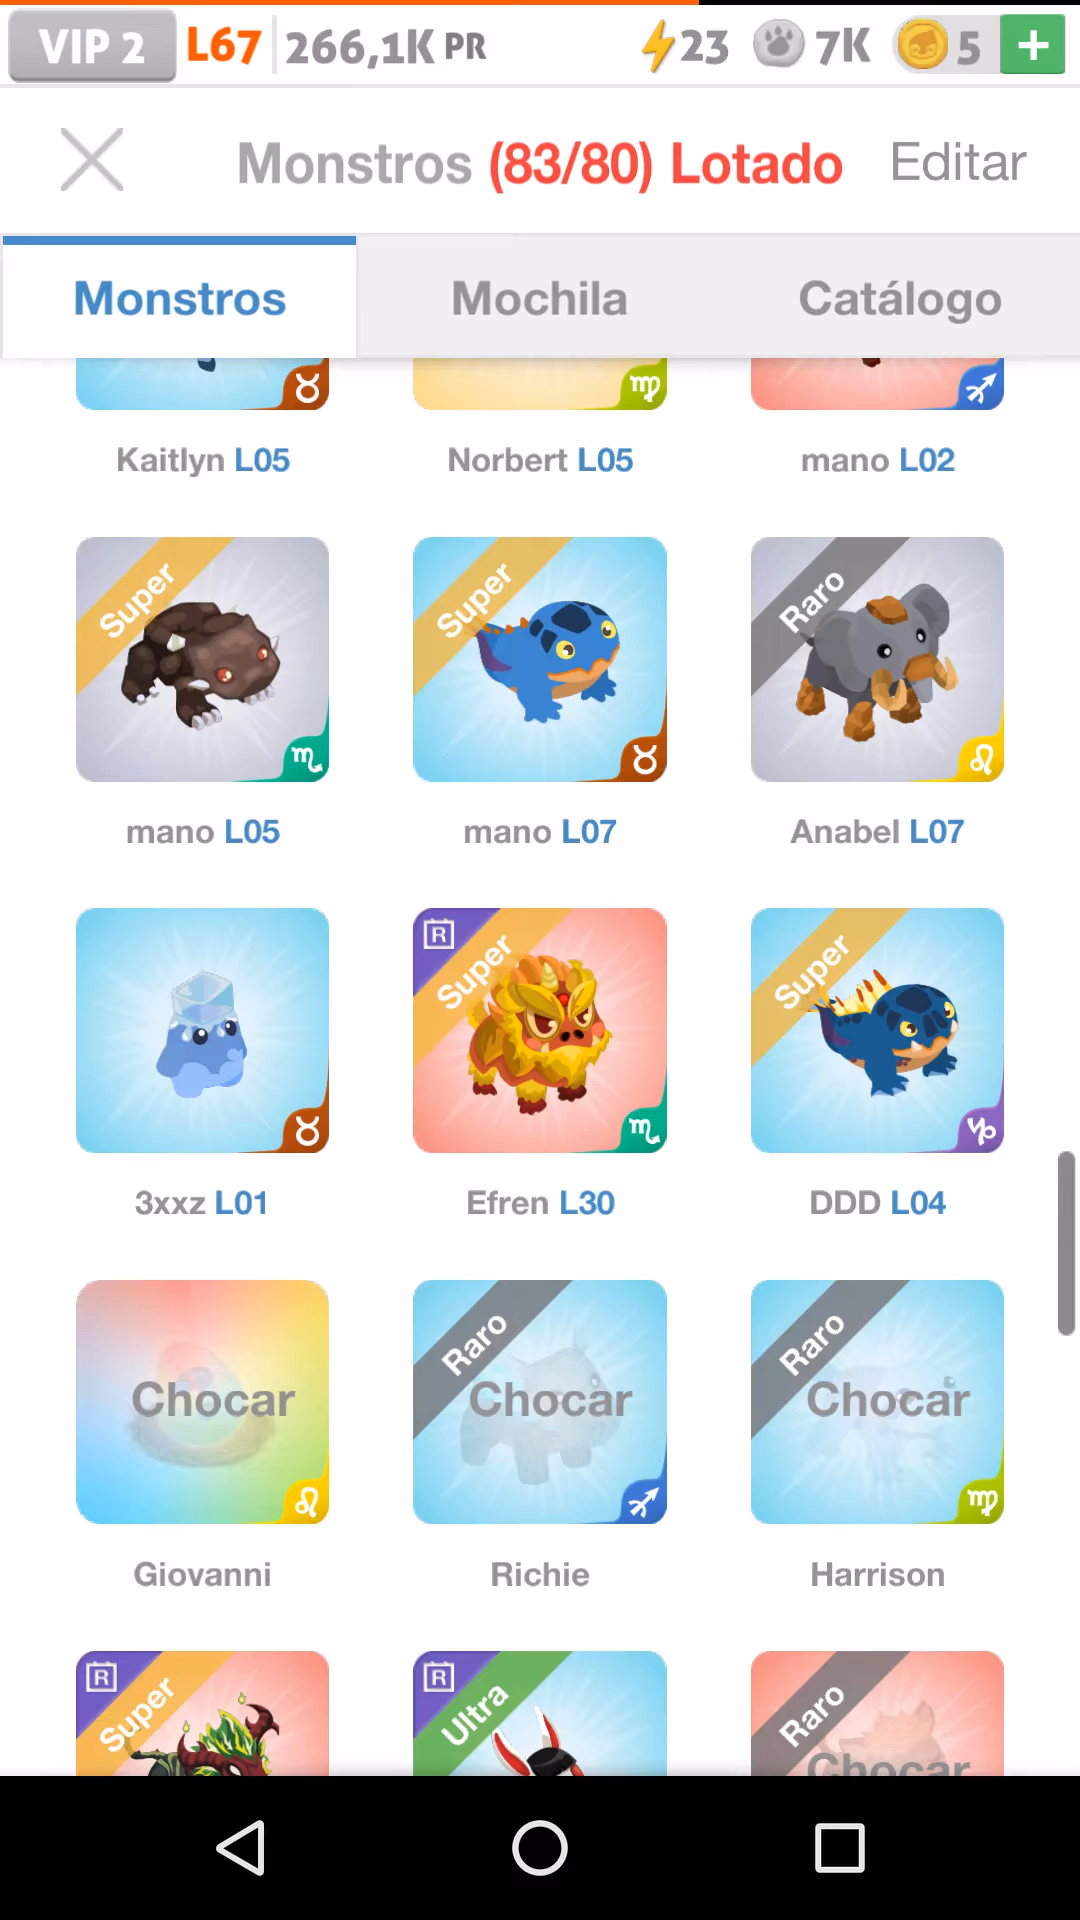 VIP 2 L67 266,1K PR 23 7K 5 +
Monstros (83/80) Lotado Editar
Monstros Mochila Catálogo
Kaitlyn L05 Norbert L05 mano L02
Super Super Raro
mano L05 mano L07 Anabel L07
R Super Super
3xxz L01 Efren L30 DDD L04
Raro Raro
Chocar Chocar Chocar
Giovanni Richie Harrison
R Super R Ultra Raro
Chocar